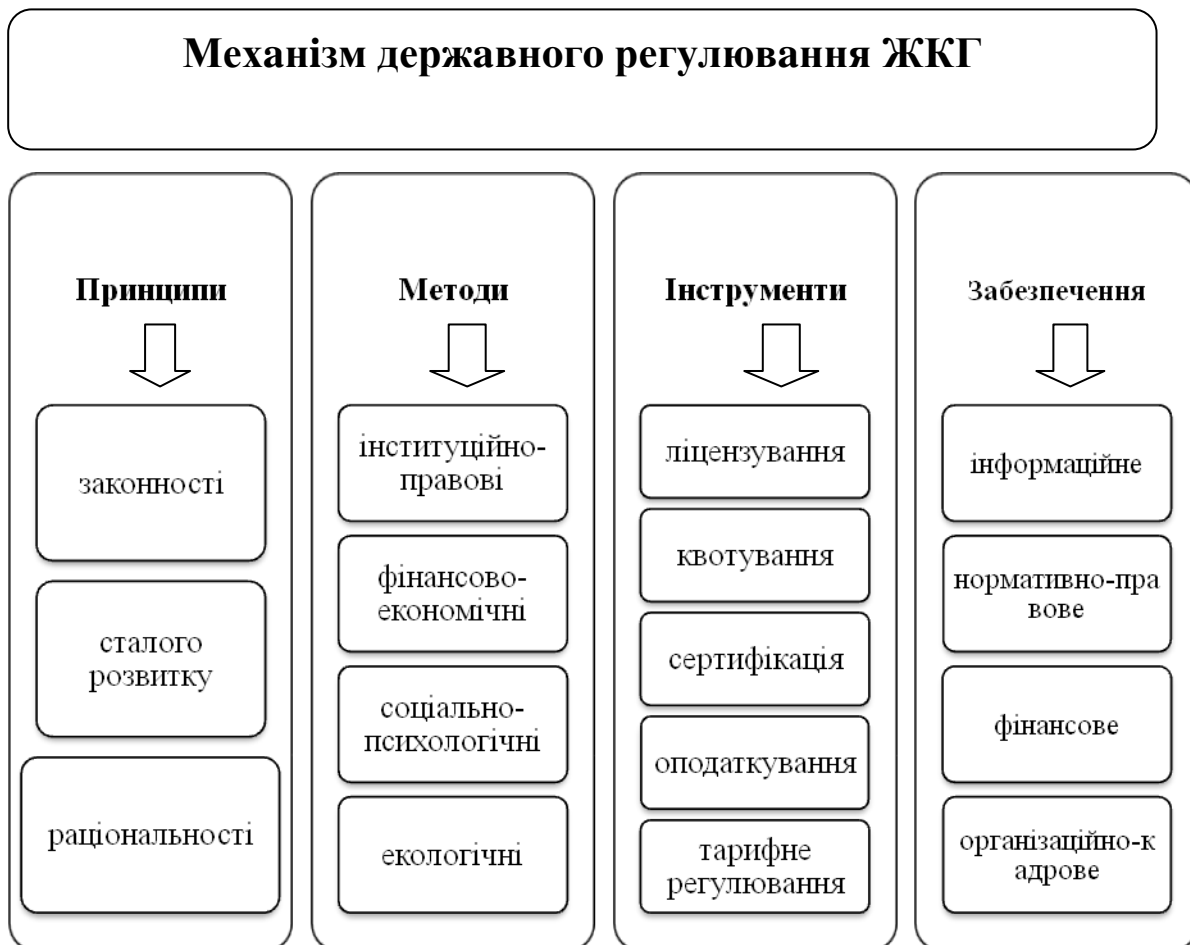 Механізм державного регулювання ЖКГ
Принципи
законності
сталого
розвитку
раціональності
Методи
інституційно-
правові
фінансово-
економічні
соціально-
психологічні
екологічні
Інструменти
ліцензування
квотування
сертифікація
оподаткування
тарифне
регулювання
Забезпечення
інформаційне
нормативно-пра
вове
фінансове
організаційно-к
адрове